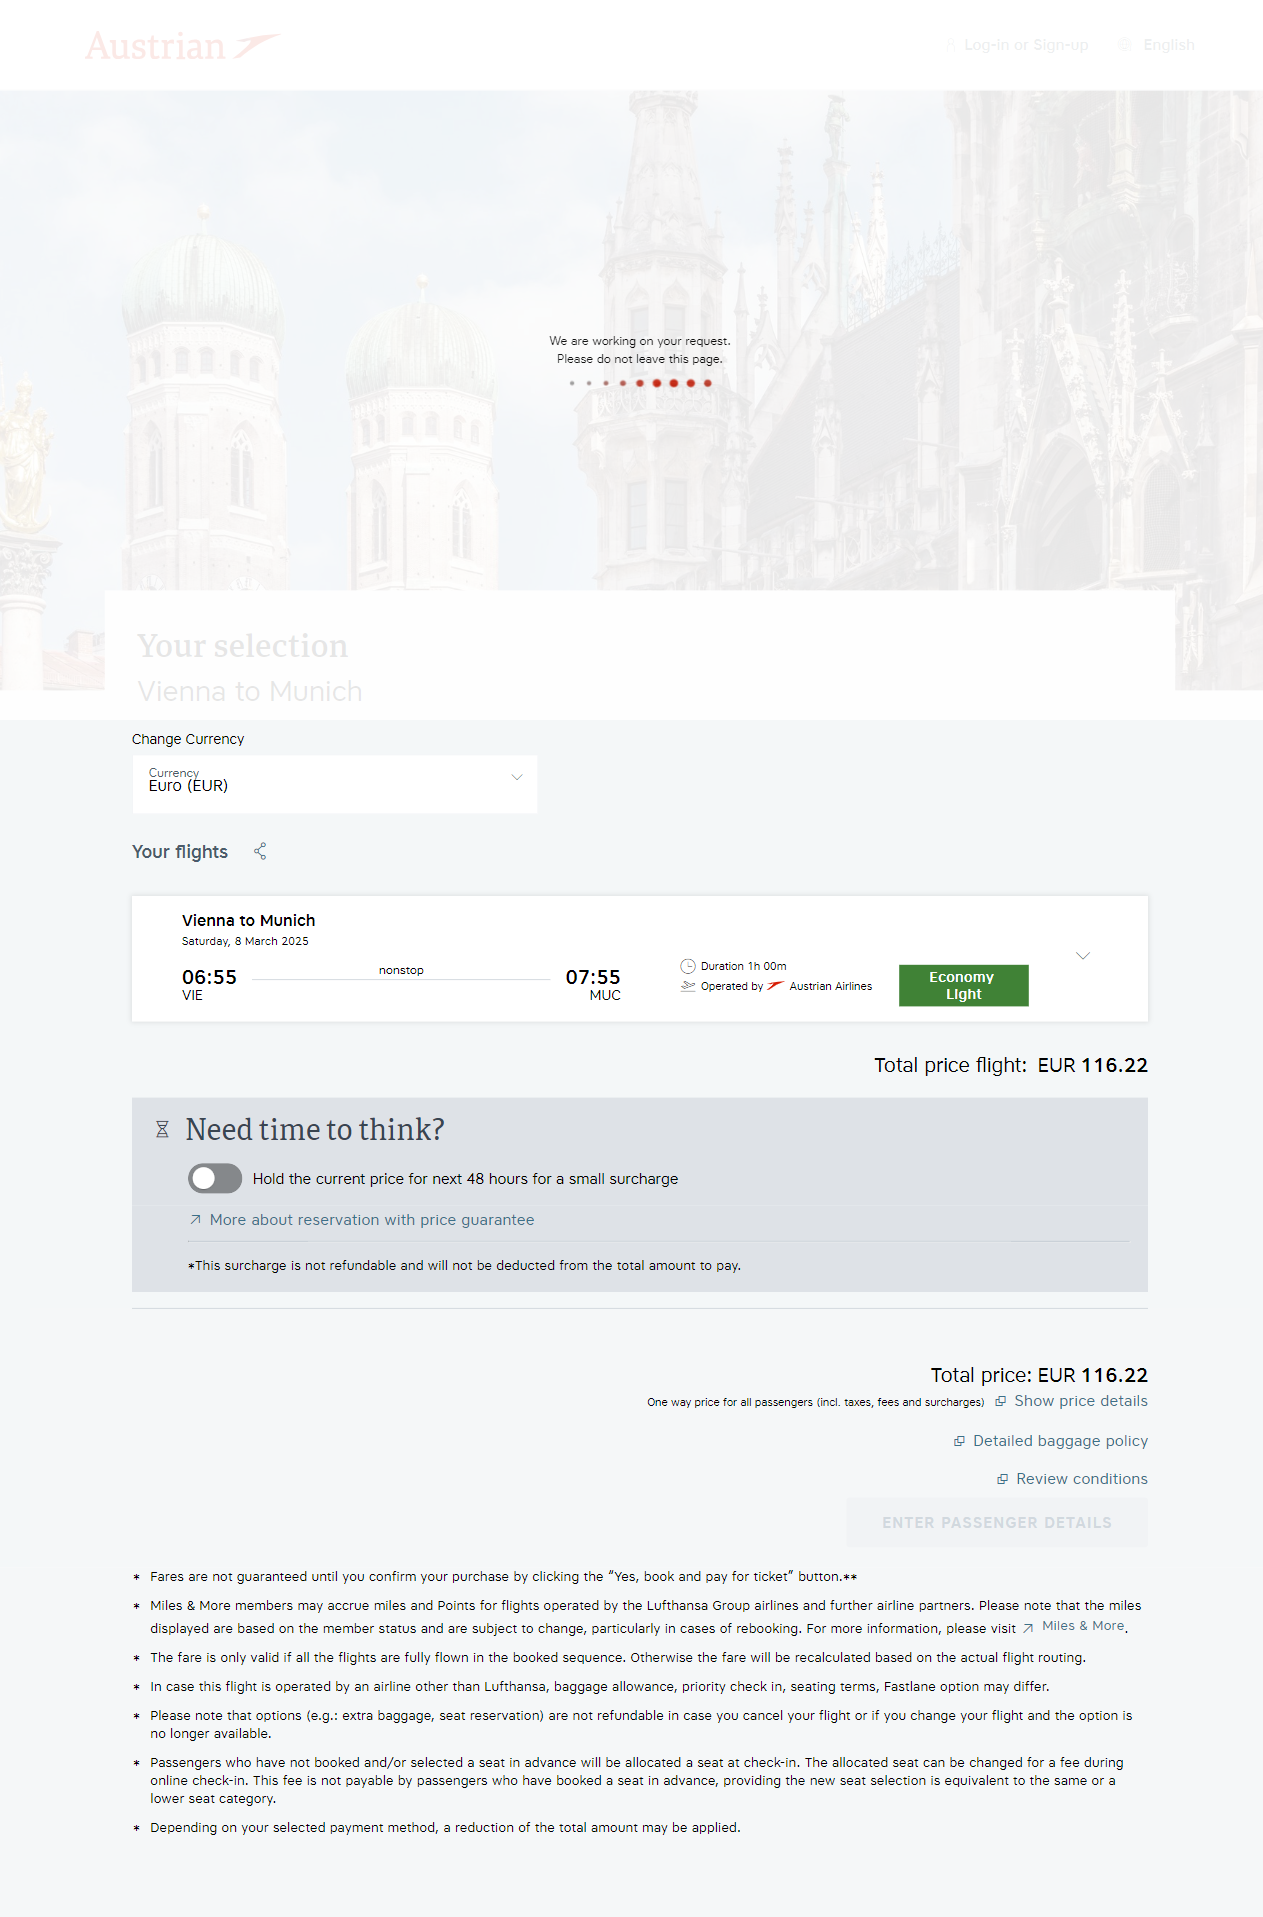 Austrian
Log-in or Sign-up
English
We are working on your request.
Please do not leave this page.
Your selection
Vienna to Munich
Change Currency
Currency
Euro (EUR)
Your flights
Vienna to Munich
Saturday, 8 March 2025
06:55
nonstop
07:55
VIE
MUC
Duration 1h 00m
Operated by Austrian Airlines
Economy
Light
Total price flight: EUR 116.22
Need time to think?
Hold the current price for next 48 hours for a small surcharge
More about reservation with price guarantee
*This surcharge is not refundable and will not be deducted from the total amount to pay.
Total price: EUR 116.22
One way price for all passengers (incl. taxes, fees and surcharges) Show price details
Detailed baggage policy
Review conditions
ENTER PASSENGER DETAILS
* Fares are not guaranteed until you confirm your purchase by clicking the “Yes, book and pay for ticket” button.**
* Miles & More members may accrue miles and Points for flights operated by the Lufthansa Group airlines and further airline partners. Please note that the miles
displayed are based on the member status and are subject to change, particularly in cases of rebooking. For more information, please visit Miles & More.
* The fare is only valid if all the flights are fully flown in the booked sequence. Otherwise the fare will be recalculated based on the actual flight routing.
* In case this flight is operated by an airline other than Lufthansa, baggage allowance, priority check in, seating terms, Fastlane option may differ.
* Please note that options (e.g.: extra baggage, seat reservation) are not refundable in case you cancel your flight or if you change your flight and the option is
no longer available.
* Passengers who have not booked and/or selected a seat in advance will be allocated a seat at check-in. The allocated seat can be changed for a fee during
online check-in. This fee is not payable by passengers who have booked a seat in advance, providing the new seat selection is equivalent to the same or a
lower seat category.
* Depending on your selected payment method, a reduction of the total amount may be applied.